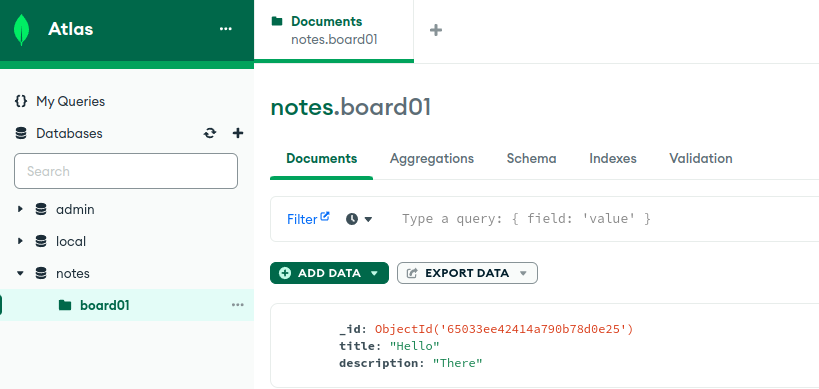 Atlas
Documents
notes.board01
{} My Queries
Databases
Search
admin
local
notes
board01
notes.board01
Documents Aggregations Schema Indexes Validation
Filter Type a query: { field: 'value' }
ADD DATA EXPORT DATA
_id: ObjectId('65033ee42414a790b78d0e25')
title: "Hello"
description: "There"